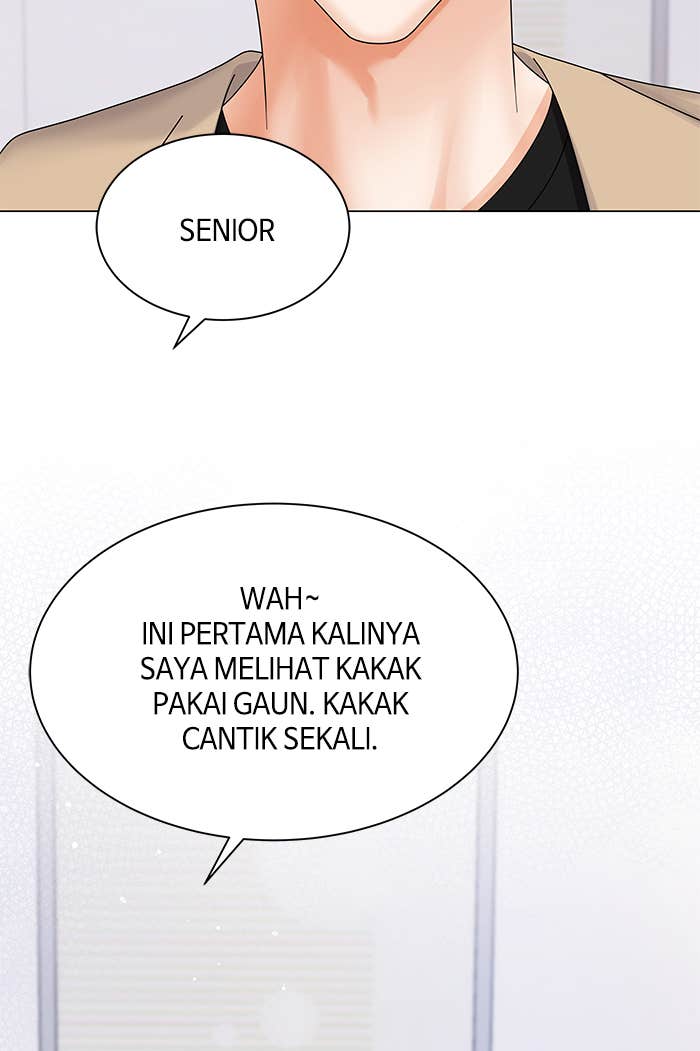 SENIOR
WAH~
INI PERTAMA KALINYA
SAYA MELIHAT KAKAK
PAKAI GAUN. KAKAK
CANTIK SEKALI.